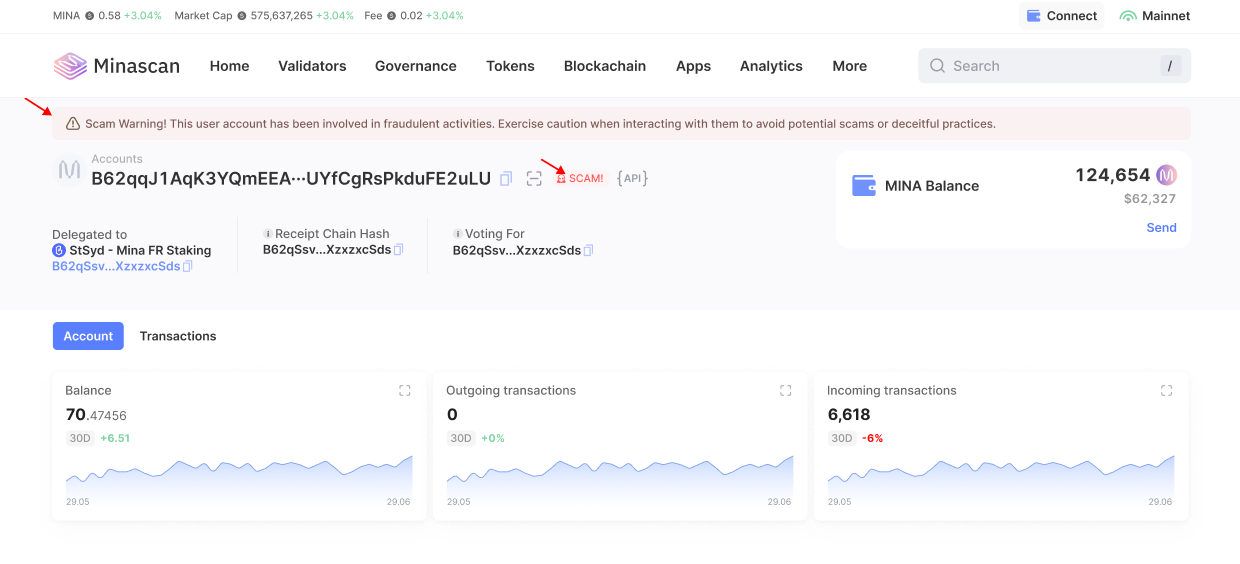 MINA 0.58 +3.04% Market Cap 575,637,265 +3.04% Fee 0.02 +3.04% Connect Mainnet
Minascan Home Validators Governance Tokens Blockachain Apps Analytics More Search /
Scam Warning! This user account has been involved in fraudulent activities. Exercise caution when interacting with them to avoid potential scams or deceitful practices.
Accounts
B62qqJ1AqK3YQmEEA···UYfCgRsPkduFE2uLU SCAM! {API}
MINA Balance 124,654
$62,327
Send
Delegated to
StSyd - Mina FR Staking
B62qSsv...XzxzxcSds
Receipt Chain Hash
B62qSsv...XzxzxcSds
Voting For
B62qSsv...XzxzxcSds
Account Transactions
Balance
70.47456
30D +6.51
29.05 29.06
Outgoing transactions
0
30D +0%
29.05 29.06
Incoming transactions
6,618
30D -6%
29.05 29.06